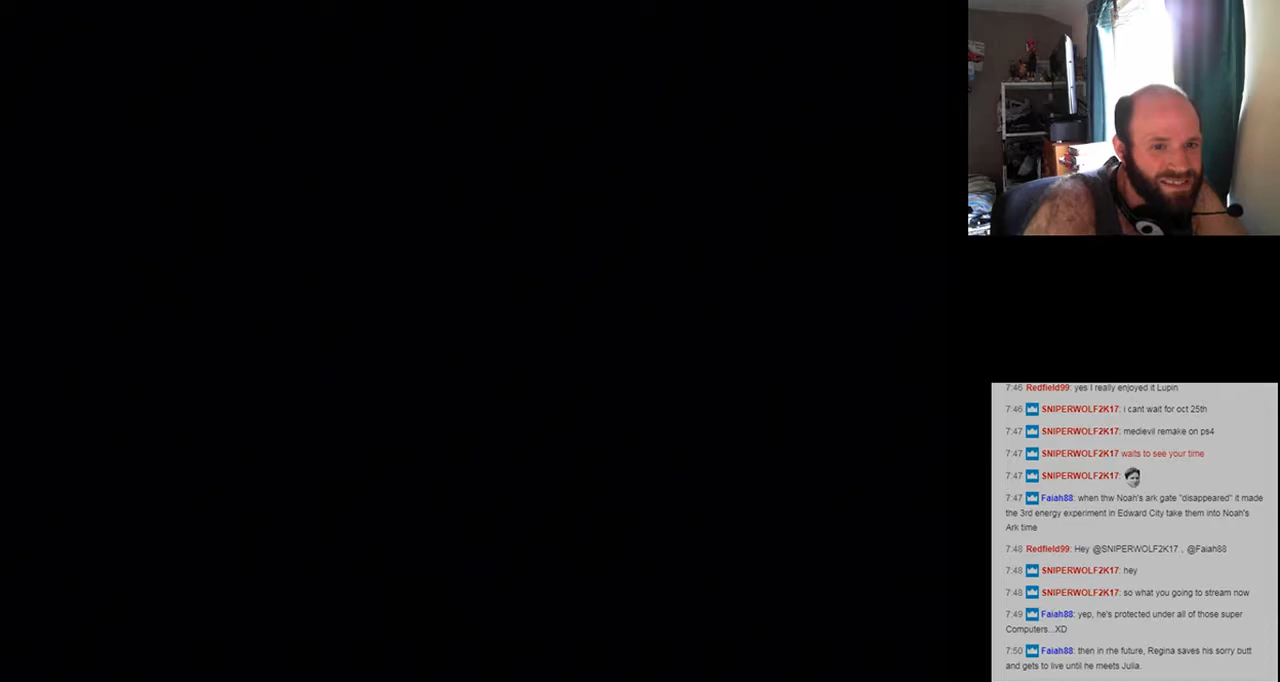 7:46 Redfield99: yes I really enjoyed it Lupin
7:46 SNIPERWOLF2K17: i cant wait for oct 25th
7:47 SNIPERWOLF2K17: medievil remake on ps4
7:47 SNIPERWOLF2K17 waits to see your time
7:47 SNIPERWOLF2K17:
7:47 Faiah88: when thw Noah's ark gate "disappeared" it made
the 3rd energy experiment in Edward City take them into Noah's
Ark time
7:48 Redfield99: Hey @SNIPERWOLF2K17 , @Faiah88
7:48 SNIPERWOLF2K17: hey
7:48 SNIPERWOLF2K17: so what you going to stream now
7:49 Faiah88: yep, he's protected under all of those super
Computers...XD
7:50 Faiah88: then in rhe future, Regina saves his sorry butt
and gets to live until he meets Julia.